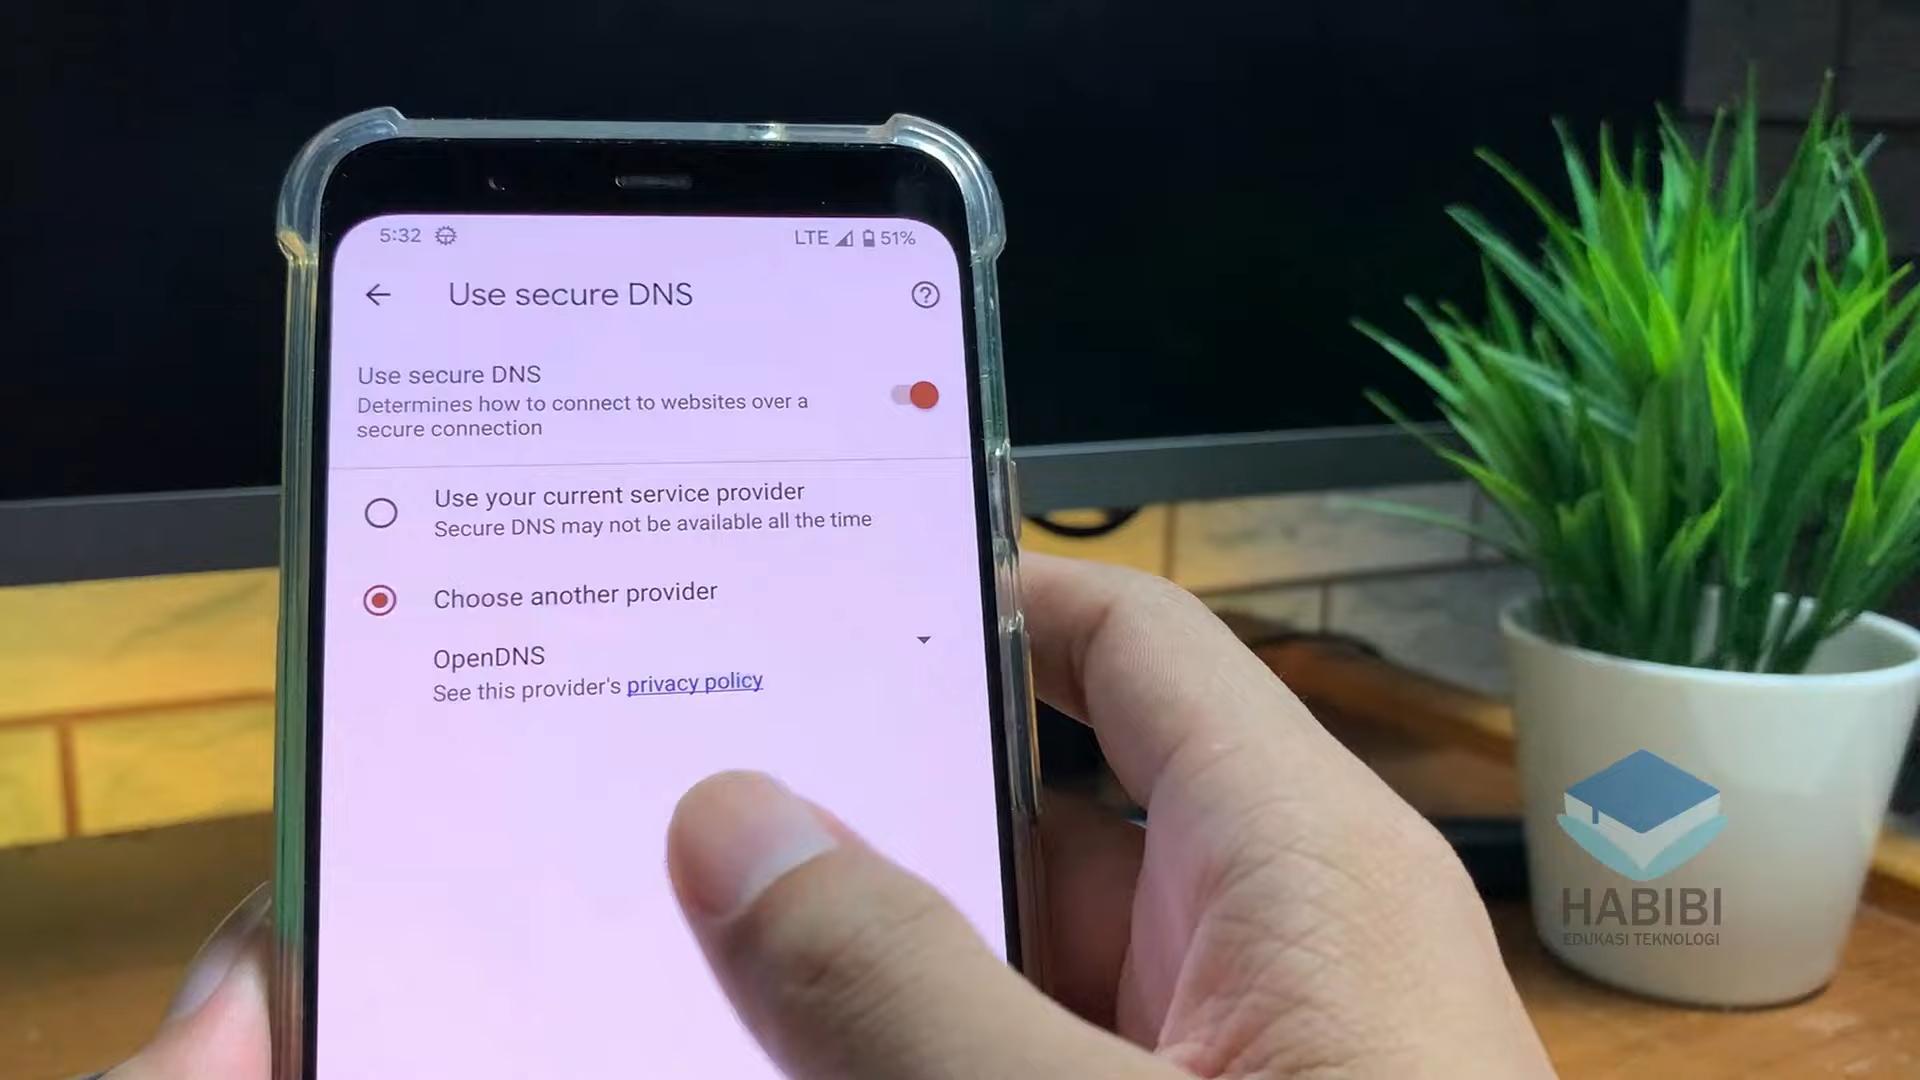 5:32
LTE 51%
Use secure DNS
Use secure DNS
Determines how to connect to websites over a
secure connection
Use your current service provider
Secure DNS may not be available all the time
Choose another provider
OpenDNS
See this provider's privacy policy
HABIBI
EDUKASI TEKNOLOGI